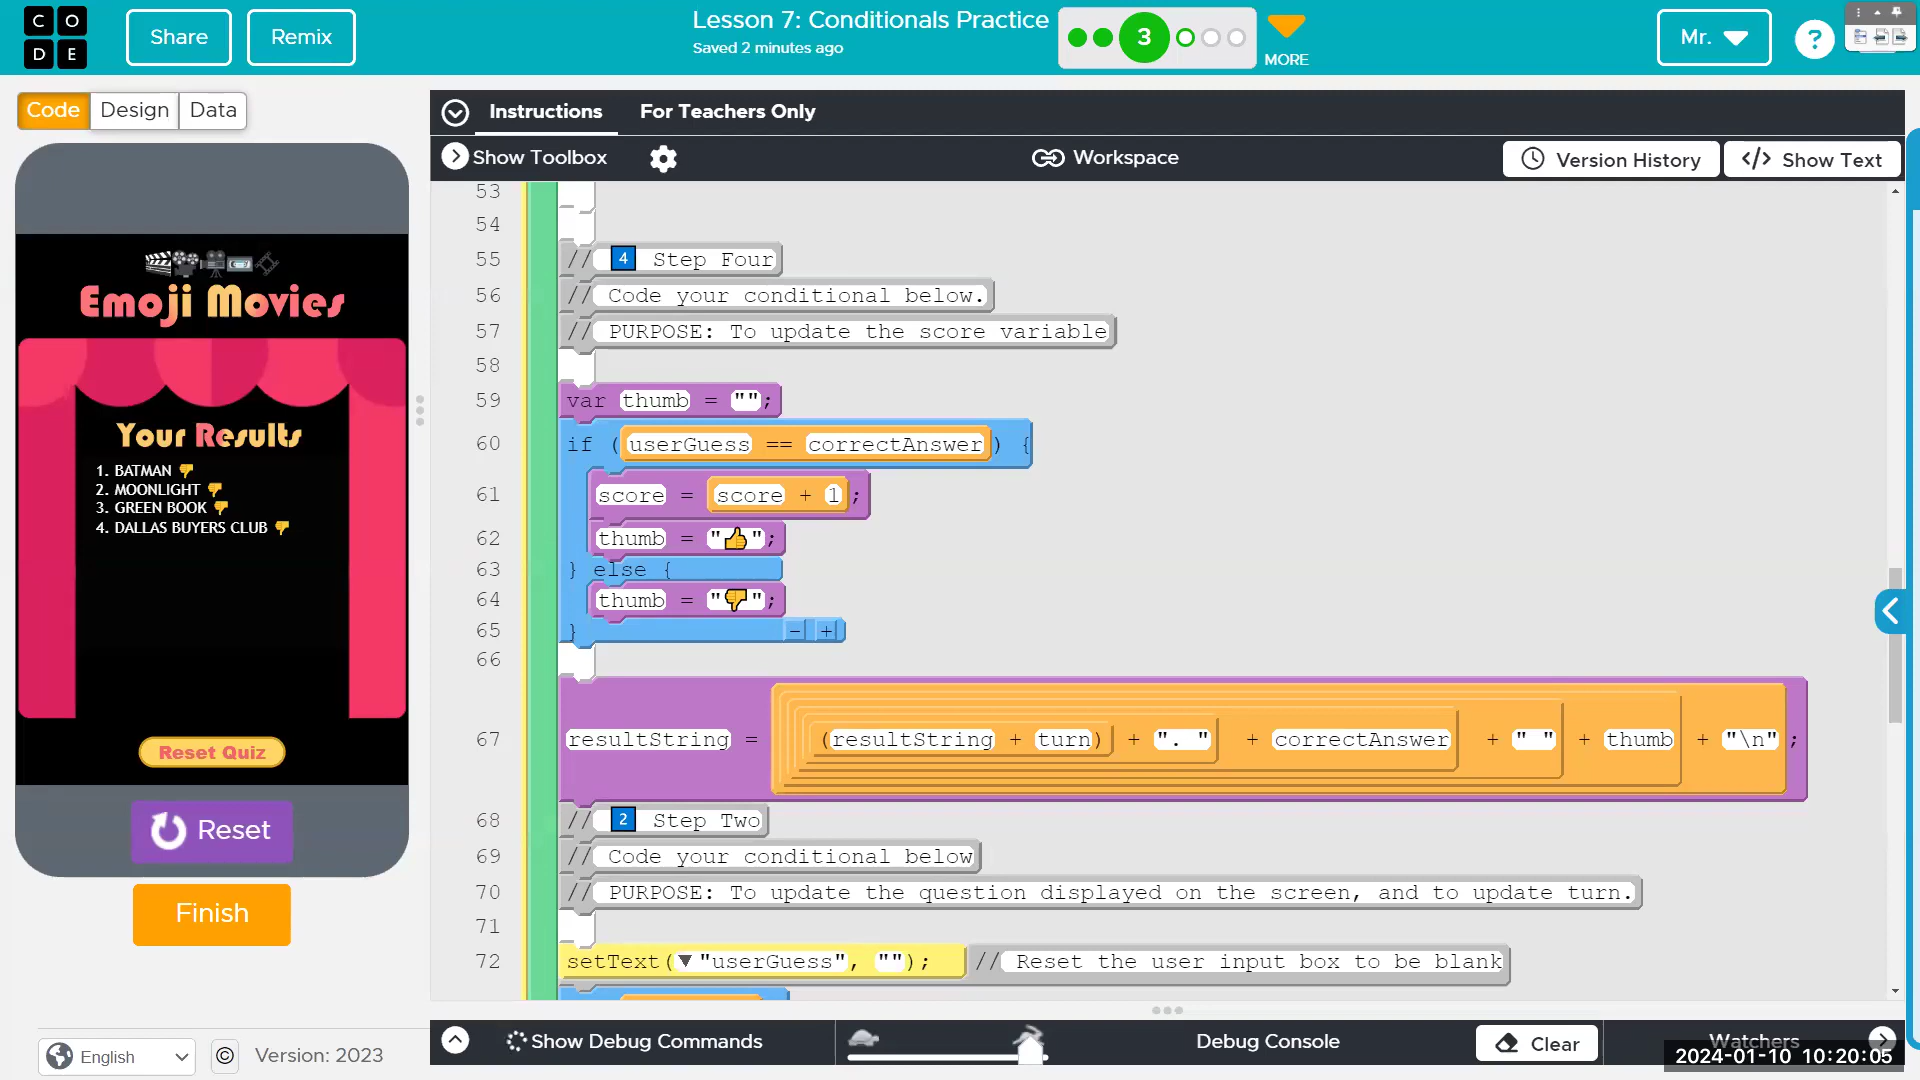 CODE
Share
Remix
Lesson 7: Conditionals Practice
Saved 2 minutes ago
3
MORE
Mr.
?
Code
Design
Data
Instructions
For Teachers Only
Show Toolbox
Workspace
Version History
</> Show Text
🎬🎥📽📼🎞
Emoji Movies
Your Results
1. BATMAN 👎
2. MOONLIGHT 👎
3. GREEN BOOK 👎
4. DALLAS BUYERS CLUB 👎
Reset Quiz
Reset
Finish
53
54
55 // 4 Step Four
56 // Code your conditional below.
57 // PURPOSE: To update the score variable
58
59 var thumb = "";
60 if (userGuess == correctAnswer) {
61 score = score + 1;
62 thumb = "👍";
63 } else {
64 thumb = "👎";
65 } - +
66
67 resultString = (resultString + turn) + ". " + correctAnswer + " " + thumb + "\n";
68 // 2 Step Two
69 // Code your conditional below
70 // PURPOSE: To update the question displayed on the screen, and to update turn.
71
72 setText(▼"userGuess", ""); // Reset the user input box to be blank
English
©
Version: 2023
Show Debug Commands
Debug Console
Clear
Watchers
2024-01-10 10:20:05